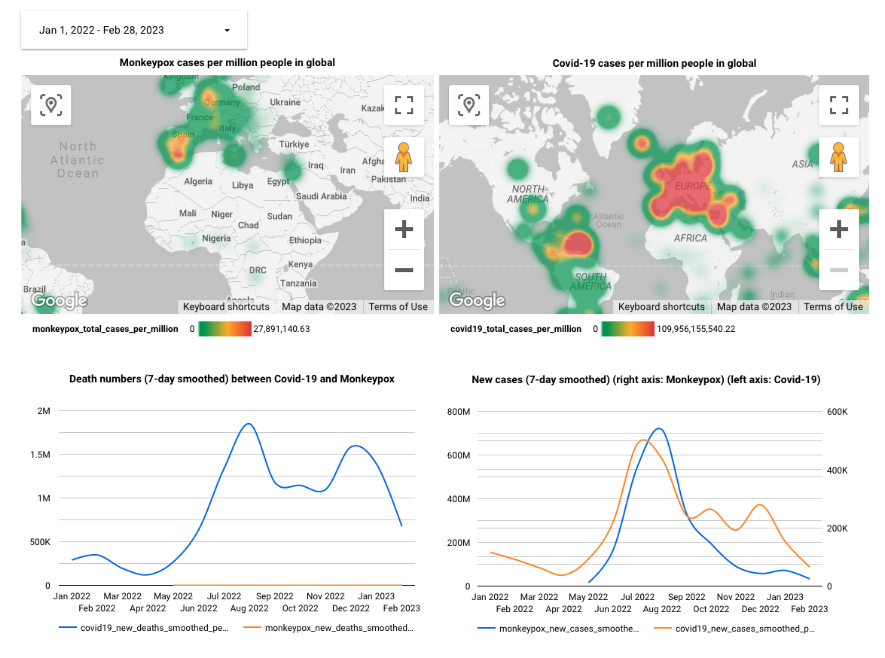 Jan 1, 2022 - Feb 28, 2023
Monkeypox cases per million people in global
Kingdom
Poland
Germany
Ukraine
France
Kazak
Spain
Italy
North
Atlantic
Ocean
Türkiye
Iraq
Iran
Afgha
Algeria
Libya
Egypt
Pakistan
Saudi Arabia
India
Mali
Niger
Sudan
Chad
Nigeria
Ethiopia
Kenya
DRC
Tanzania
Brazil
Angola
Google
Keyboard shortcuts
Map data ©2023
Terms of Use
monkeypox_total_cases_per_million 0 27,891,140.63
Covid-19 cases per million people in global
NORTH
AMERICA
EUROPE
ASIA
Atlantic
Ocean
AFRICA
SOUTH
AMERICA
Pacific
Indian
Google
Keyboard shortcuts
Map data ©2023
Terms of Use
covid19_total_cases_per_million 0 109,956,155,540.22
Death numbers (7-day smoothed) between Covid-19 and Monkeypox
2M
1.5M
1M
500K
0
Jan 2022 Mar 2022 May 2022 Jul 2022 Sep 2022 Nov 2022 Jan 2023
Feb 2022 Apr 2022 Jun 2022 Aug 2022 Oct 2022 Dec 2022 Feb 2023
covid19_new_deaths_smoothed_pe... monkeypox_new_deaths_smoothed...
New cases (7-day smoothed) (right axis: Monkeypox) (left axis: Covid-19)
800M 600K
600M
400K
400M
200K
200M
0 0
Jan 2022 Mar 2022 May 2022 Jul 2022 Sep 2022 Nov 2022 Jan 2023
Feb 2022 Apr 2022 Jun 2022 Aug 2022 Oct 2022 Dec 2022 Feb 2023
monkeypox_new_cases_smoothe... covid19_new_cases_smoothed_p...